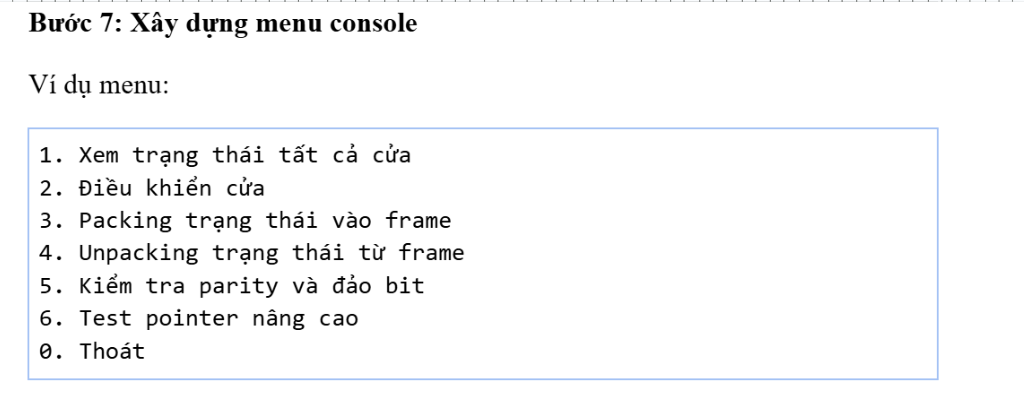 Bước 7: Xây dựng menu console
Ví dụ menu:
1. Xem trạng thái tất cả cửa
2. Điều khiển cửa
3. Packing trạng thái vào frame
4. Unpacking trạng thái từ frame
5. Kiểm tra parity và đảo bit
6. Test pointer nâng cao
0. Thoát